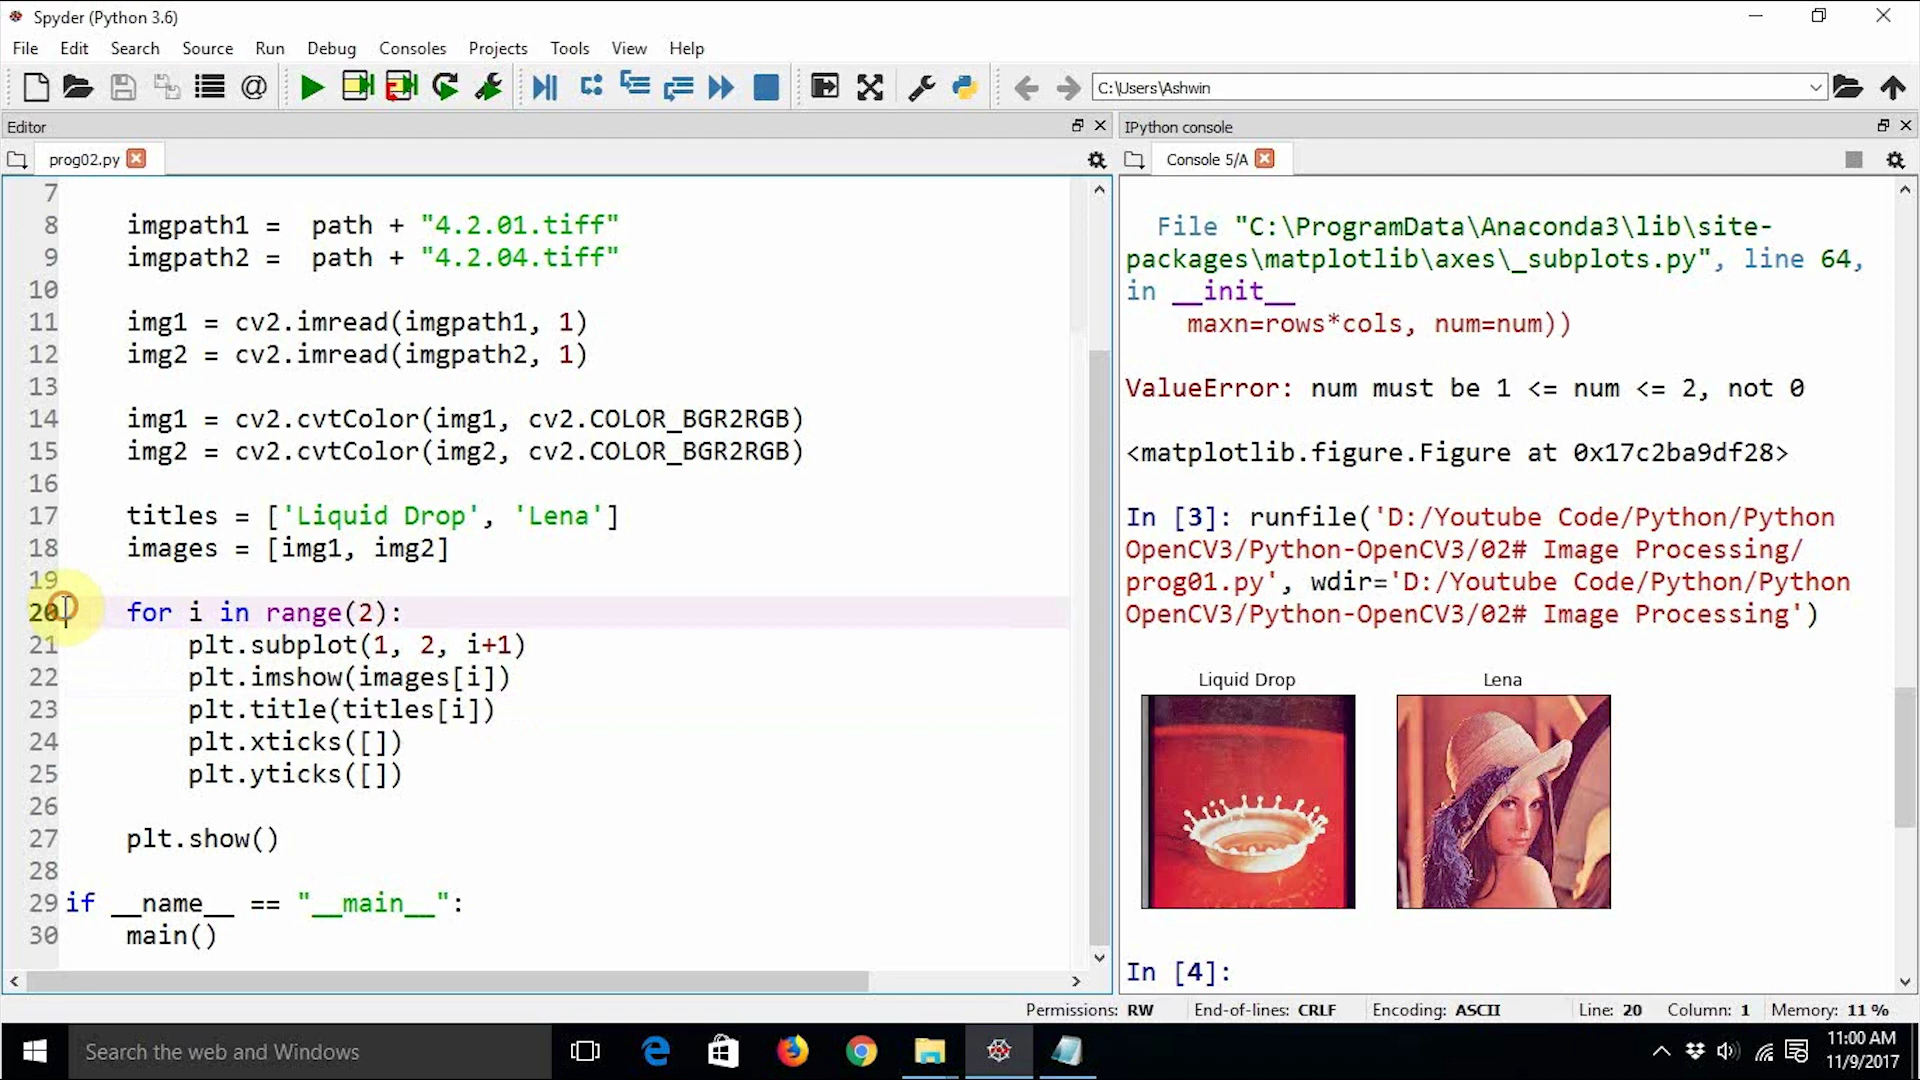 Spyder (Python 3.6)
File Edit Search Source Run Debug Consoles Projects Tools View Help
C:\Users\Ashwin
Editor
prog02.py
7
8 imgpath1 =  path + "4.2.01.tiff"
9 imgpath2 =  path + "4.2.04.tiff"
10
11 img1 = cv2.imread(imgpath1, 1)
12 img2 = cv2.imread(imgpath2, 1)
13
14 img1 = cv2.cvtColor(img1, cv2.COLOR_BGR2RGB)
15 img2 = cv2.cvtColor(img2, cv2.COLOR_BGR2RGB)
16
17 titles = ['Liquid Drop', 'Lena']
18 images = [img1, img2]
19
20 for i in range(2):
21 plt.subplot(1, 2, i+1)
22 plt.imshow(images[i])
23 plt.title(titles[i])
24 plt.xticks([])
25 plt.yticks([])
26
27 plt.show()
28
29 if __name__ == "__main__":
30 main()
IPython console
Console 5/A
File "C:\ProgramData\Anaconda3\lib\site-
packages\matplotlib\axes\_subplots.py", line 64,
in __init__
maxn=rows*cols, num=num))
ValueError: num must be 1 <= num <= 2, not 0
<matplotlib.figure.Figure at 0x17c2ba9df28>
In [3]: runfile('D:/Youtube Code/Python/Python
OpenCV3/Python-OpenCV3/02# Image Processing/
prog01.py', wdir='D:/Youtube Code/Python/Python
OpenCV3/Python-OpenCV3/02# Image Processing')
Liquid Drop Lena
In [4]:
Permissions: RW End-of-lines: CRLF Encoding: ASCII Line: 20 Column: 1 Memory: 11 %
Search the web and Windows
11:00 AM
11/9/2017